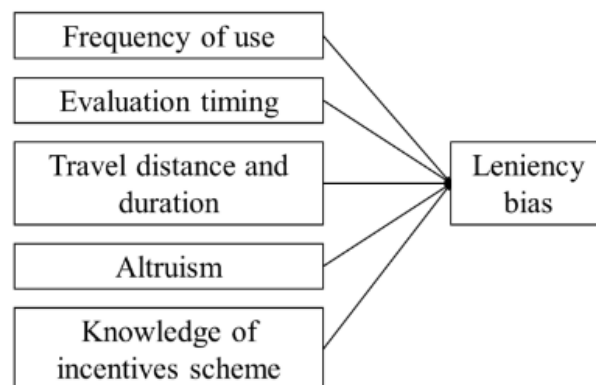 Frequency of use
Evaluation timing
Travel distance and
duration
Altruism
Knowledge of
incentives scheme
Leniency
bias